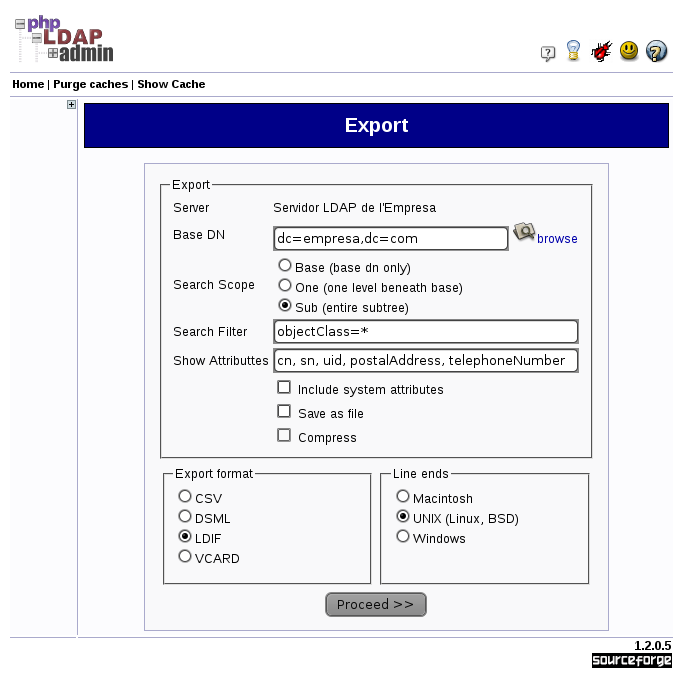 php
LDAP
admin
Home | Purge caches | Show Cache
Export
Export
Server Servidor LDAP de l'Empresa
Base DN dc=empresa,dc=com browse
Search Scope
Base (base dn only)
One (one level beneath base)
Sub (entire subtree)
Search Filter objectClass=*
Show Attributtes cn, sn, uid, postalAddress, telephoneNumber
Include system attributes
Save as file
Compress
Export format
CSV
DSML
LDIF
VCARD
Line ends
Macintosh
UNIX (Linux, BSD)
Windows
Proceed >>
1.2.0.5
sourceforge